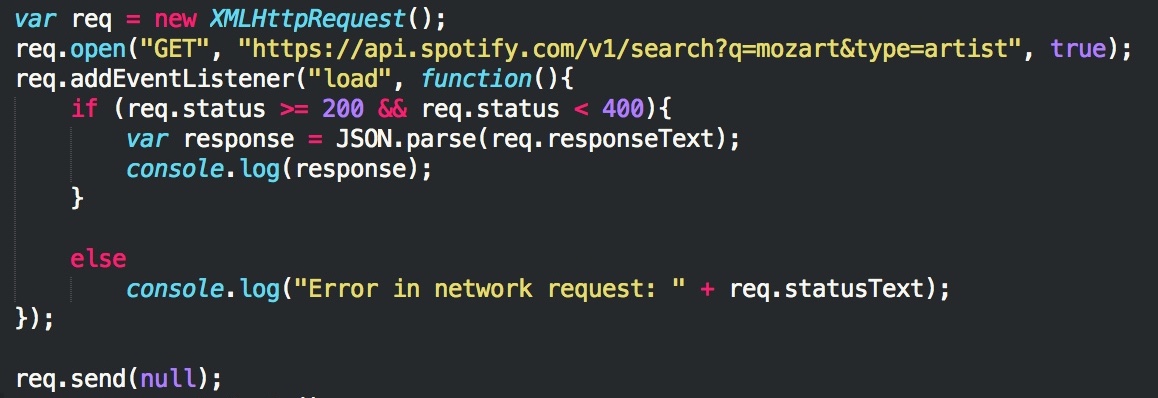 var req = new XMLHttpRequest();
req.open("GET", "https://api.spotify.com/v1/search?q=mozart&type=artist", true);
req.addEventListener("load", function(){
    if (req.status >= 200 && req.status < 400){
        var response = JSON.parse(req.responseText);
        console.log(response);
    }

    else
        console.log("Error in network request: " + req.statusText);
});

req.send(null);